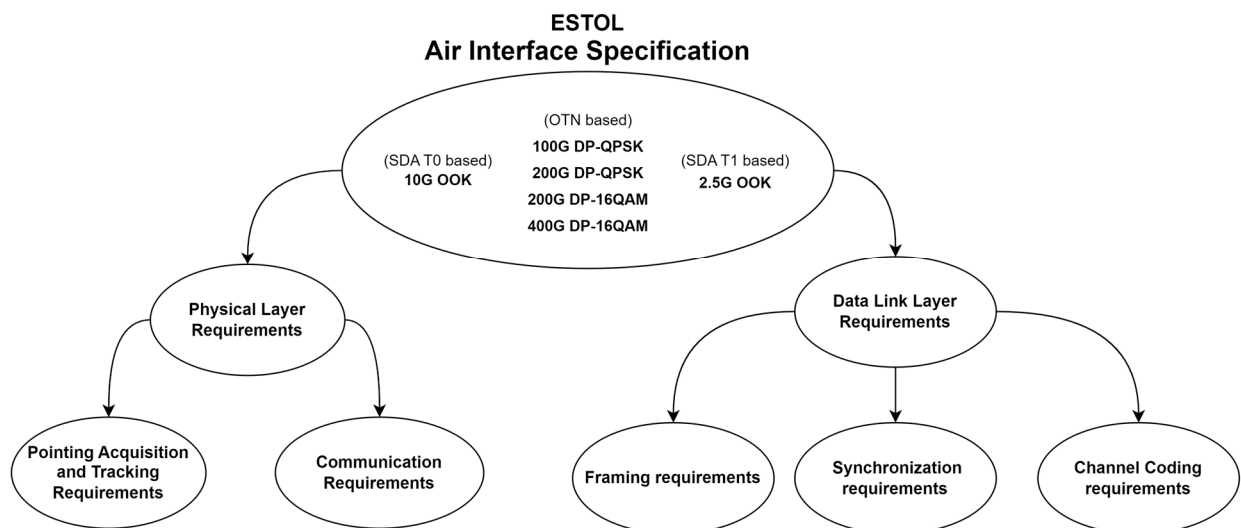 ESTOL
Air Interface Specification
(SDA T0 based)
10G OOK
(OTN based)
100G DP-QPSK
200G DP-QPSK
200G DP-16QAM
400G DP-16QAM
(SDA T1 based)
2.5G OOK
Physical Layer
Requirements
Data Link Layer
Requirements
Pointing Acquisition
and Tracking
Requirements
Communication
Requirements
Framing requirements
Synchronization
requirements
Channel Coding
requirements